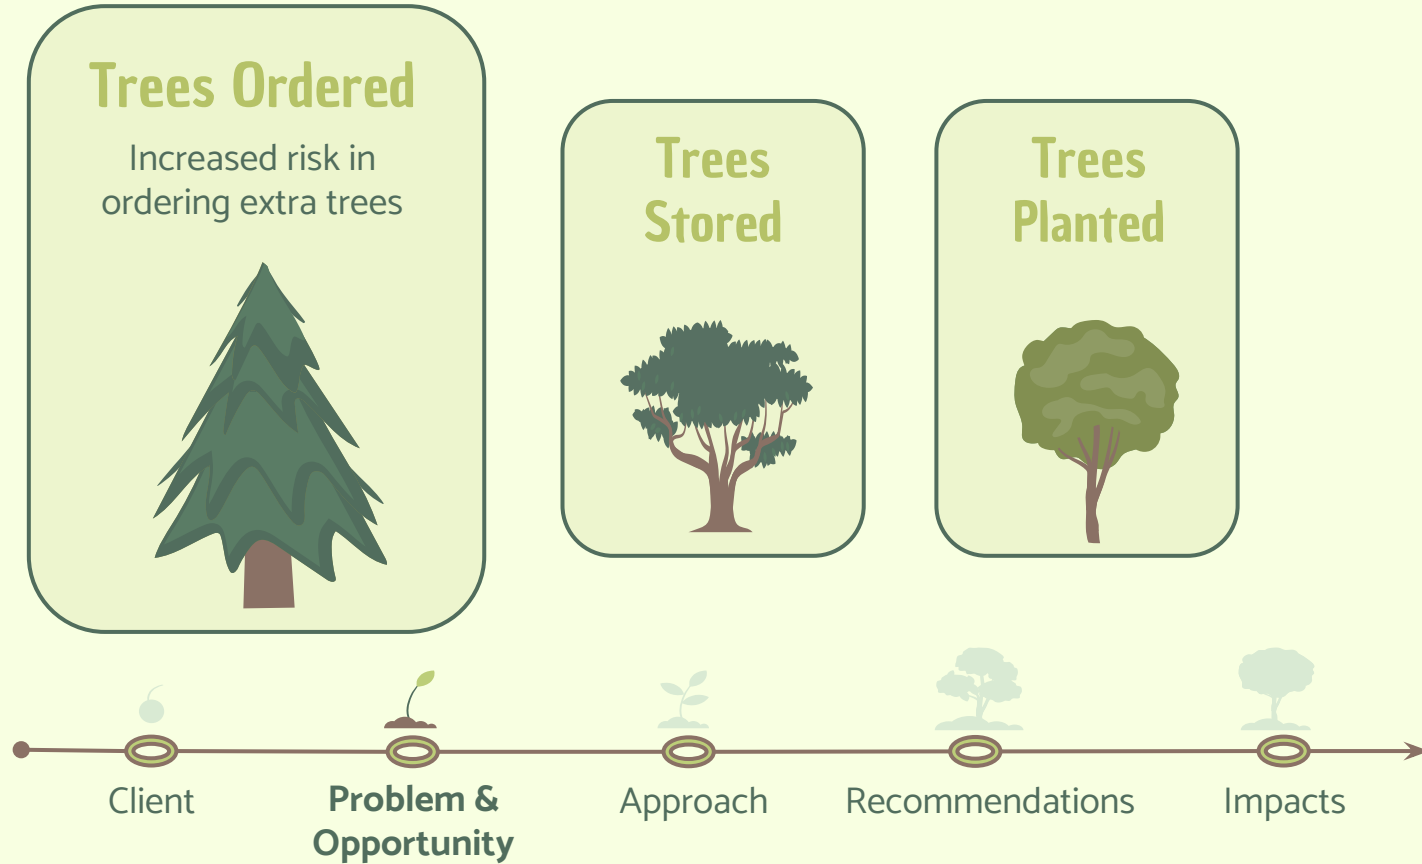 Trees Ordered
Increased risk in
ordering extra trees
Trees
Stored
Trees
Planted
Client
Problem &
Opportunity
Approach
Recommendations
Impacts